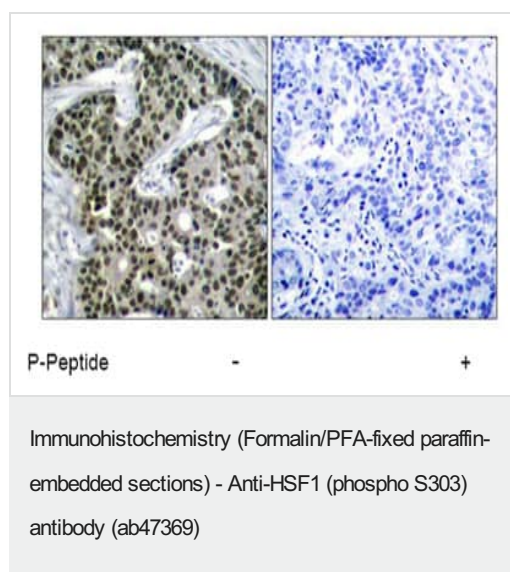 P-Peptide - +
Immunohistochemistry (Formalin/PFA-fixed paraffin-
embedded sections) - Anti-HSF1 (phospho S303)
antibody (ab47369)